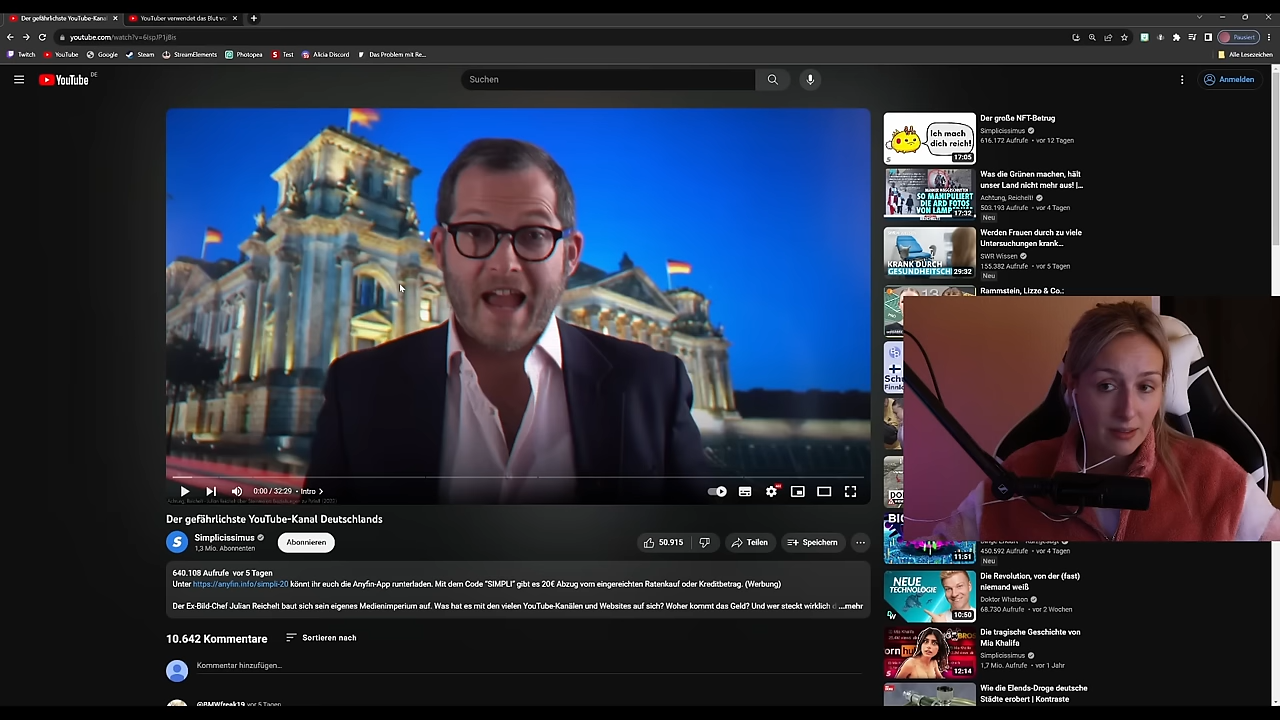 Der gefährlichste YouTube-Kana
YouTuber verwendet das Blut vo
youtube.com/watch?v=6IspJP1jBis
Pausiert
Twitch
YouTube
Google
Steam
StreamElements
Photopea
Test
Alicia Discord
Das Problem mit Re...
Alle Lesezeichen
YouTube DE
Suchen
Anmelden
0:00 / 32:29 • Intro
Der gefährlichste YouTube-Kanal Deutschlands
Simplicissimus
1,3 Mio. Abonnenten
Abonnieren
50.915
Teilen
Speichern
640.108 Aufrufe vor 5 Tagen
Unter https://anyfin.info/simpli-20 könnt ihr euch die Anyfin-App runterladen. Mit dem Code "SIMPLI" gibt es 20€ Abzug vom eingereichten Ratenkauf oder Kreditbetrag. (Werbung)
Der Ex-Bild-Chef Julian Reichelt baut sich sein eigenes Medienimperium auf. Was hat es mit den vielen YouTube-Kanälen und Websites auf sich? Woher kommt das Geld? Und wer steckt wirklich d ...mehr
10.642 Kommentare
Sortieren nach
Kommentar hinzufügen...
@BMWfreak19 vor 5 Tagen
Ich mach
dich reich!
17:05
Der große NFT-Betrug
Simplicissimus
616.172 Aufrufe • vor 12 Tagen
SO MANIPULIERT
DIE ARD FOTOS
17:32
Was die Grünen machen, hält
unser Land nicht mehr aus! |...
Achtung, Reichelt!
503.193 Aufrufe • vor 4 Tagen
Neu
KRANK DURCH
GESUNDHEITSCH
29:32
Werden Frauen durch zu viele
Untersuchungen krank...
SWR Wissen
155.382 Aufrufe • vor 5 Tagen
Neu
Rammstein, Lizzo & Co.:
11:51
450.592 Aufrufe • vor 4 Tagen
Neu
NEUE
TECHNOLOGIE
10:50
Die Revolution, von der (fast)
niemand weiß
Doktor Whatson
68.730 Aufrufe • vor 2 Wochen
12:14
Die tragische Geschichte von
Mia Khalifa
Simplicissimus
1,7 Mio. Aufrufe • vor 1 Jahr
Wie die Elends-Droge deutsche
Städte erobert | Kontraste